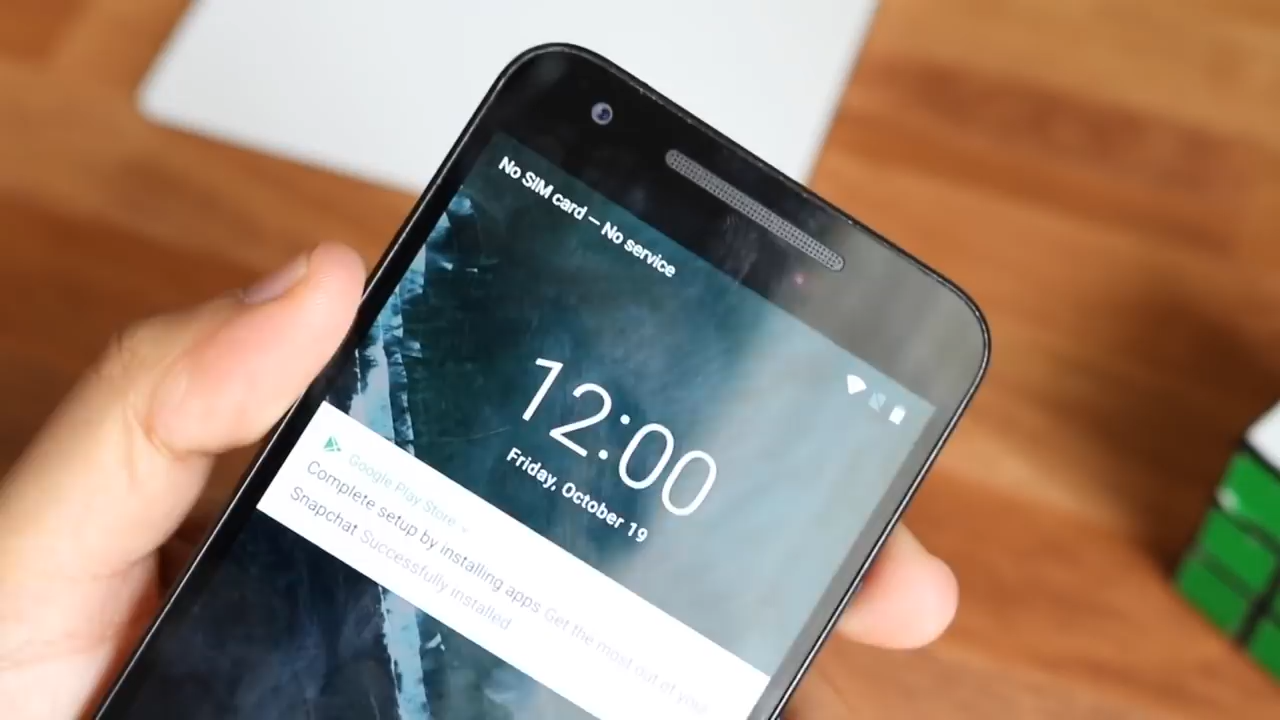 No SIM card — No service
12:00
Friday, October 19
Google Play Store
Complete setup by installing apps Get the most out of your
Snapchat Successfully installed